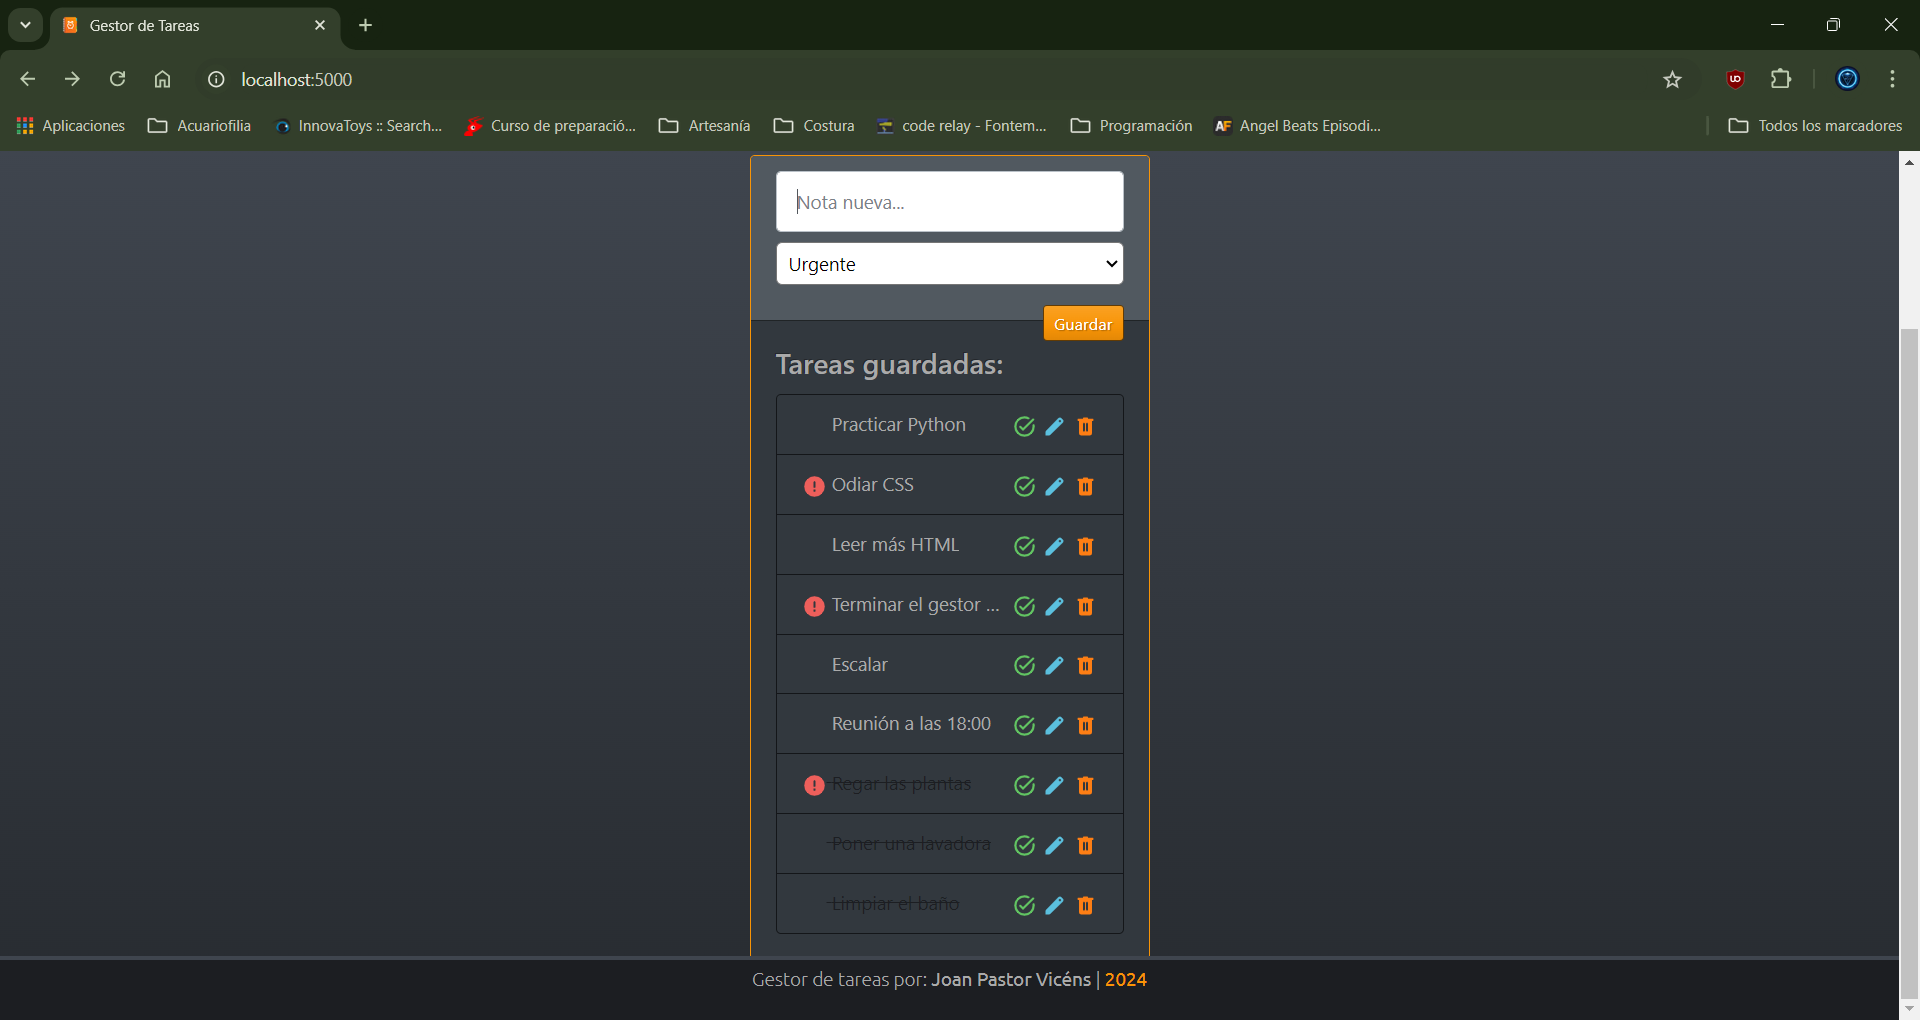 Gestor de Tareas
localhost:5000
Aplicaciones
Acuariofilia
InnovaToys :: Search...
Curso de preparació...
Artesanía
Costura
code relay - Fontem...
Programación
AF Angel Beats Episodi...
Todos los marcadores
Nota nueva...
Urgente
Guardar
Tareas guardadas:
Practicar Python
Odiar CSS
Leer más HTML
Terminar el gestor ...
Escalar
Reunión a las 18:00
Regar las plantas
Poner una lavadora
Limpiar el baño
Gestor de tareas por: Joan Pastor Vicéns | 2024